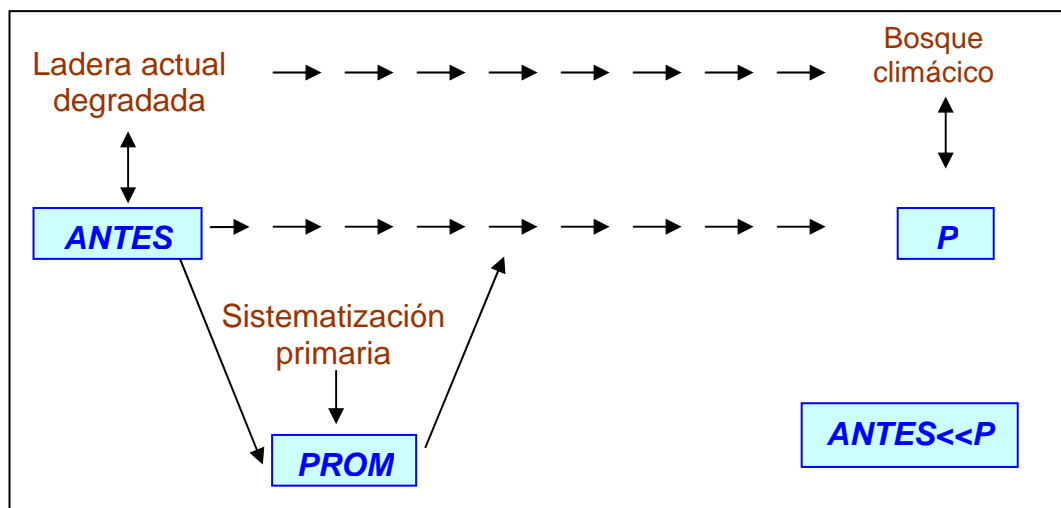 Ladera actual
degradada
Bosque
climácico
ANTES
P
Sistematización
primaria
PROM
ANTES<<P